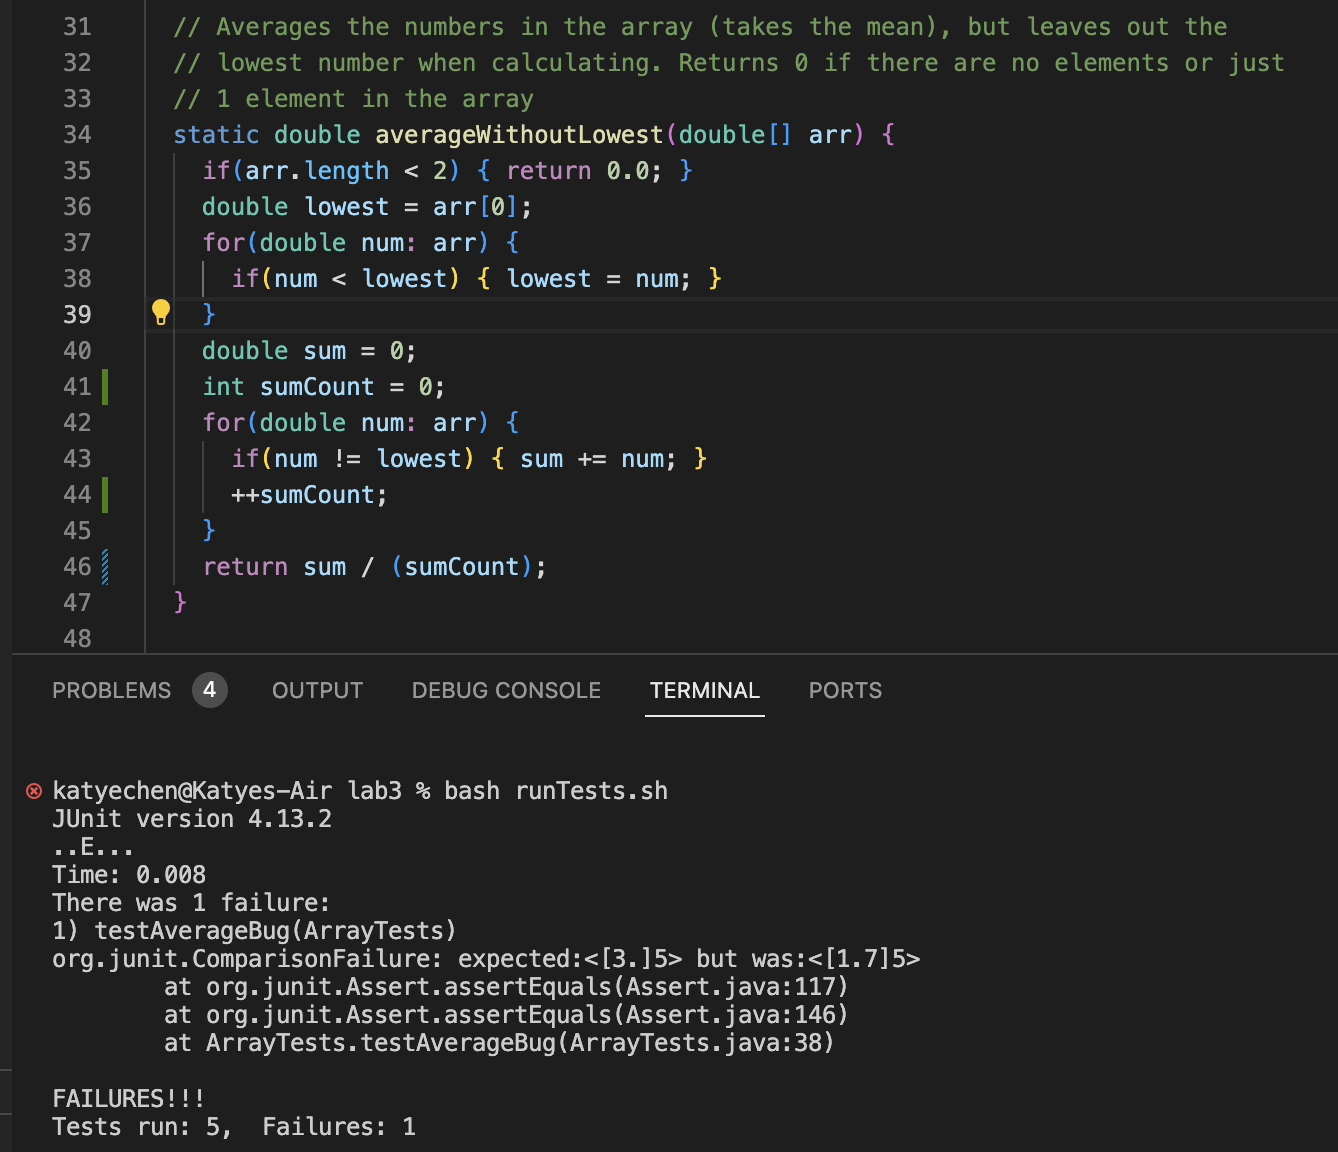 31 // Averages the numbers in the array (takes the mean), but leaves out the
32 // lowest number when calculating. Returns 0 if there are no elements or just
33 // 1 element in the array
34 static double averageWithoutLowest(double[] arr) {
35 if(arr.length < 2) { return 0.0; }
36 double lowest = arr[0];
37 for(double num: arr) {
38 if(num < lowest) { lowest = num; }
39 }
40 double sum = 0;
41 int sumCount = 0;
42 for(double num: arr) {
43 if(num != lowest) { sum += num; }
44 ++sumCount;
45 }
46 return sum / (sumCount);
47 }
48
PROBLEMS 4 OUTPUT DEBUG CONSOLE TERMINAL PORTS
katyechen@Katyes-Air lab3 % bash runTests.sh
JUnit version 4.13.2
..E...
Time: 0.008
There was 1 failure:
1) testAverageBug(ArrayTests)
org.junit.ComparisonFailure: expected:<[3.]5> but was:<[1.7]5>
at org.junit.Assert.assertEquals(Assert.java:117)
at org.junit.Assert.assertEquals(Assert.java:146)
at ArrayTests.testAverageBug(ArrayTests.java:38)
FAILURES!!!
Tests run: 5,  Failures: 1